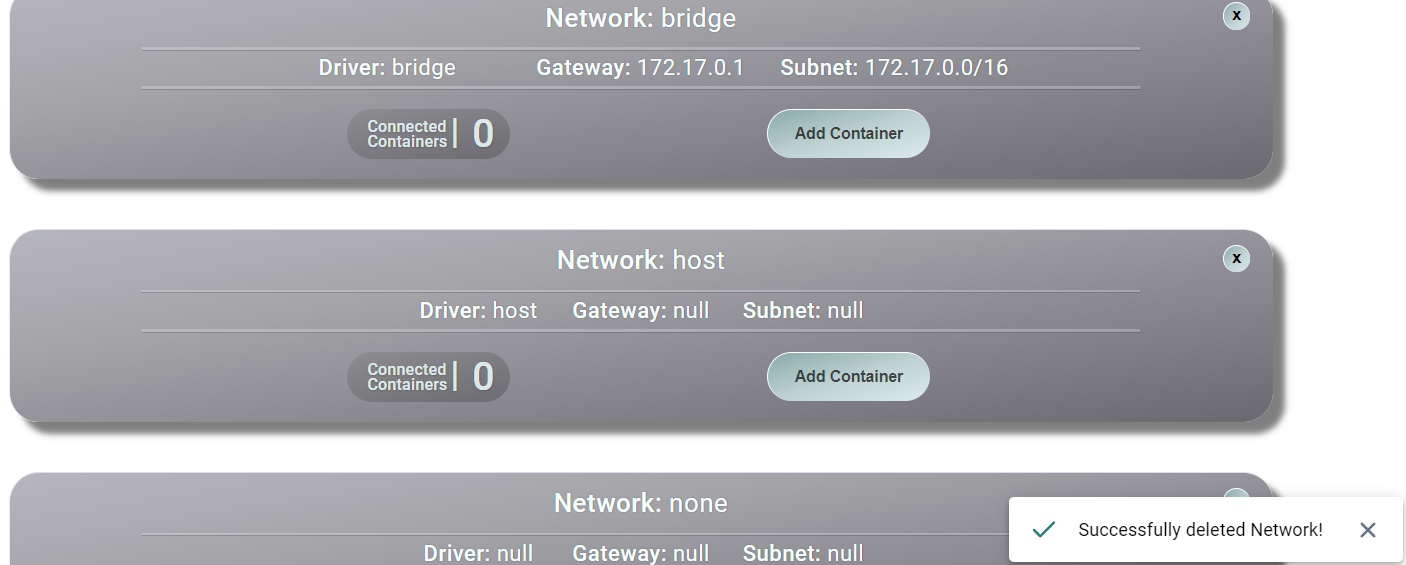 Network: bridge
x
Driver: bridge Gateway: 172.17.0.1 Subnet: 172.17.0.0/16
Connected
Containers
0
Add Container
Network: host
x
Driver: host Gateway: null Subnet: null
Connected
Containers
0
Add Container
Network: none
Driver: null Gateway: null Subnet: null
Successfully deleted Network!